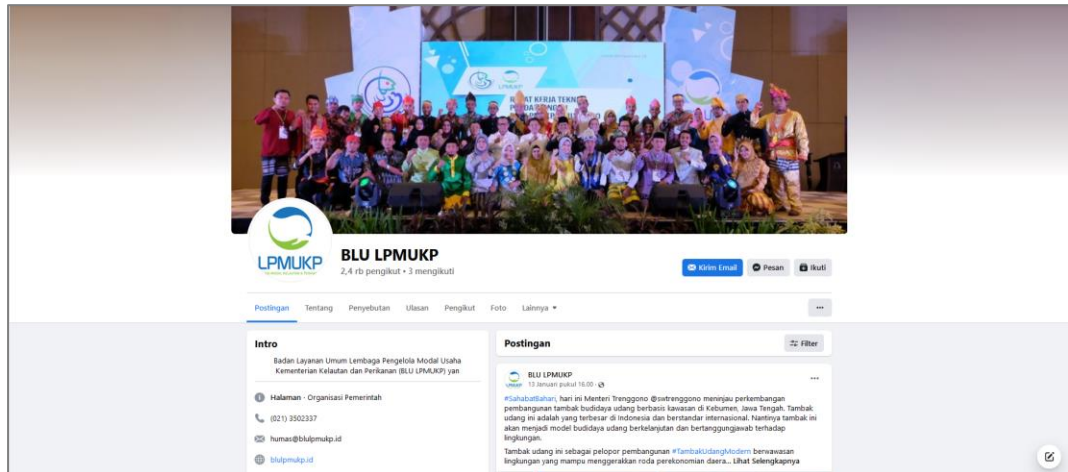 LPMUKP
RAPAT KERJA TEKNIS
LPMUKP
BLU LPMUKP
2,4 rb pengikut • 3 mengikuti
Kirim Email
Pesan
Ikuti
Postingan Tentang Penyebutan Ulasan Pengikut Foto Lainnya
Intro
Badan Layanan Umum Lembaga Pengelola Modal Usaha
Kementerian Kelautan dan Perikanan (BLU LPMUKP) yan
Halaman · Organisasi Pemerintah
(021) 3502337
humas@blulpmukp.id
blulpmukp.id
Postingan
Filter
BLU LPMUKP
13 Januari pukul 16.00 ·
#SahabatBahari, hari ini Menteri Trenggono @swtrenggono meninjau perkembangan
pembangunan tambak budidaya udang berbasis kawasan di Kebumen, Jawa Tengah. Tambak
udang ini adalah yang terbesar di Indonesia dan berstandar internasional. Nantinya tambak ini
akan menjadi model budidaya udang berkelanjutan dan bertanggungjawab terhadap
lingkungan.
Tambak udang ini sebagai pelopor pembangunan #TambakUdangModern berwawasan
lingkungan yang mampu menggerakkan roda perekonomian daera... Lihat Selengkapnya